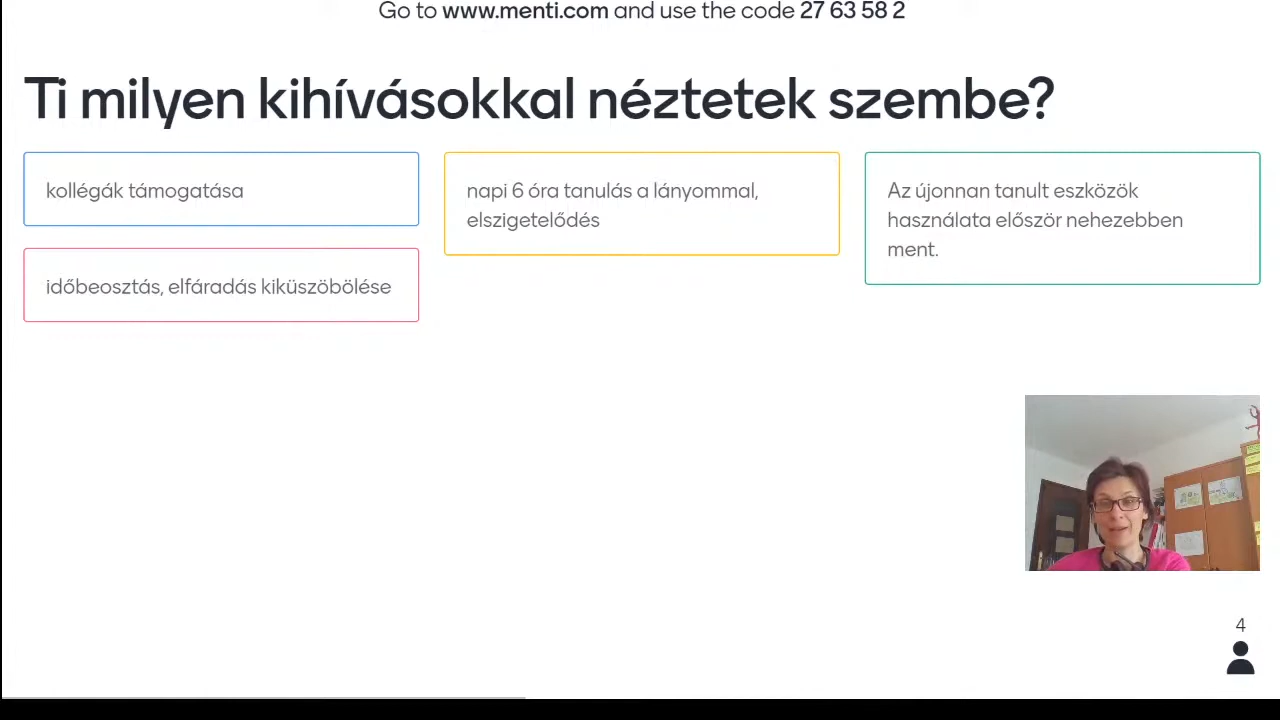 Go to www.menti.com and use the code 27 63 58 2
Ti milyen kihívásokkal néztetek szembe?
kollégák támogatása
napi 6 óra tanulás a lányommal,
elszigetelődés
Az újonnan tanult eszközök
használata először nehezebben
ment.
időbeosztás, elfáradás kiküszöbölése
4